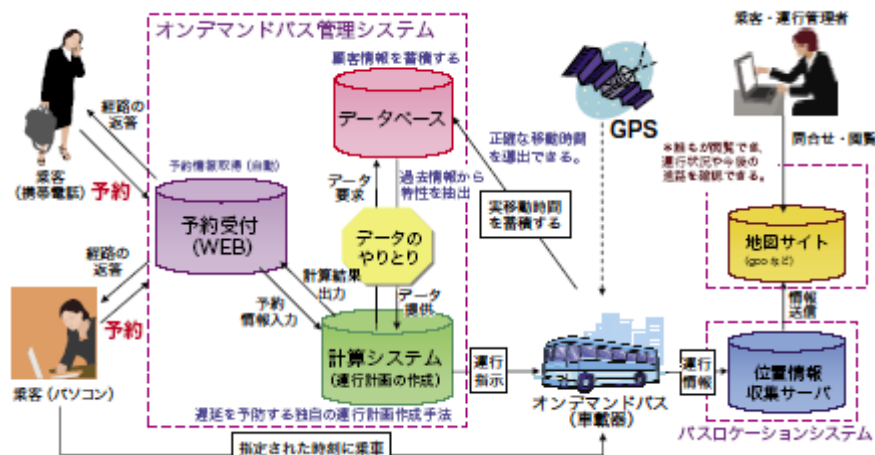 オンデマンドバス管理システム
顧客情報を蓄積する
データベース
経路の
返答
乗客
(携帯電話)
予約
予約情報取得(自動)
予約受付
(WEB)
データ
要求
過去情報から
特性を抽出
データの
やりとり
計算結果
出力
予約
情報入力
データ
提供
計算システム
(運行計画の作成)
遅延を予防する独自の運行計画作成手法
経路の
返答
予約
乗客(パソコン)
指定された時刻に乗車
GPS
正確な移動時間
を導出できる。
実移動時間
を蓄積する
運行
指示
オンデマンドバス
(車載器)
運行
情報
乗客・運行管理者
問合せ・閲覧
*誰もが閲覧でき、
運行状況や今後の
進路を確認できる。
地図サイト
(gooなど)
情報
送信
位置情報
収集サーバ
バスロケーションシステム